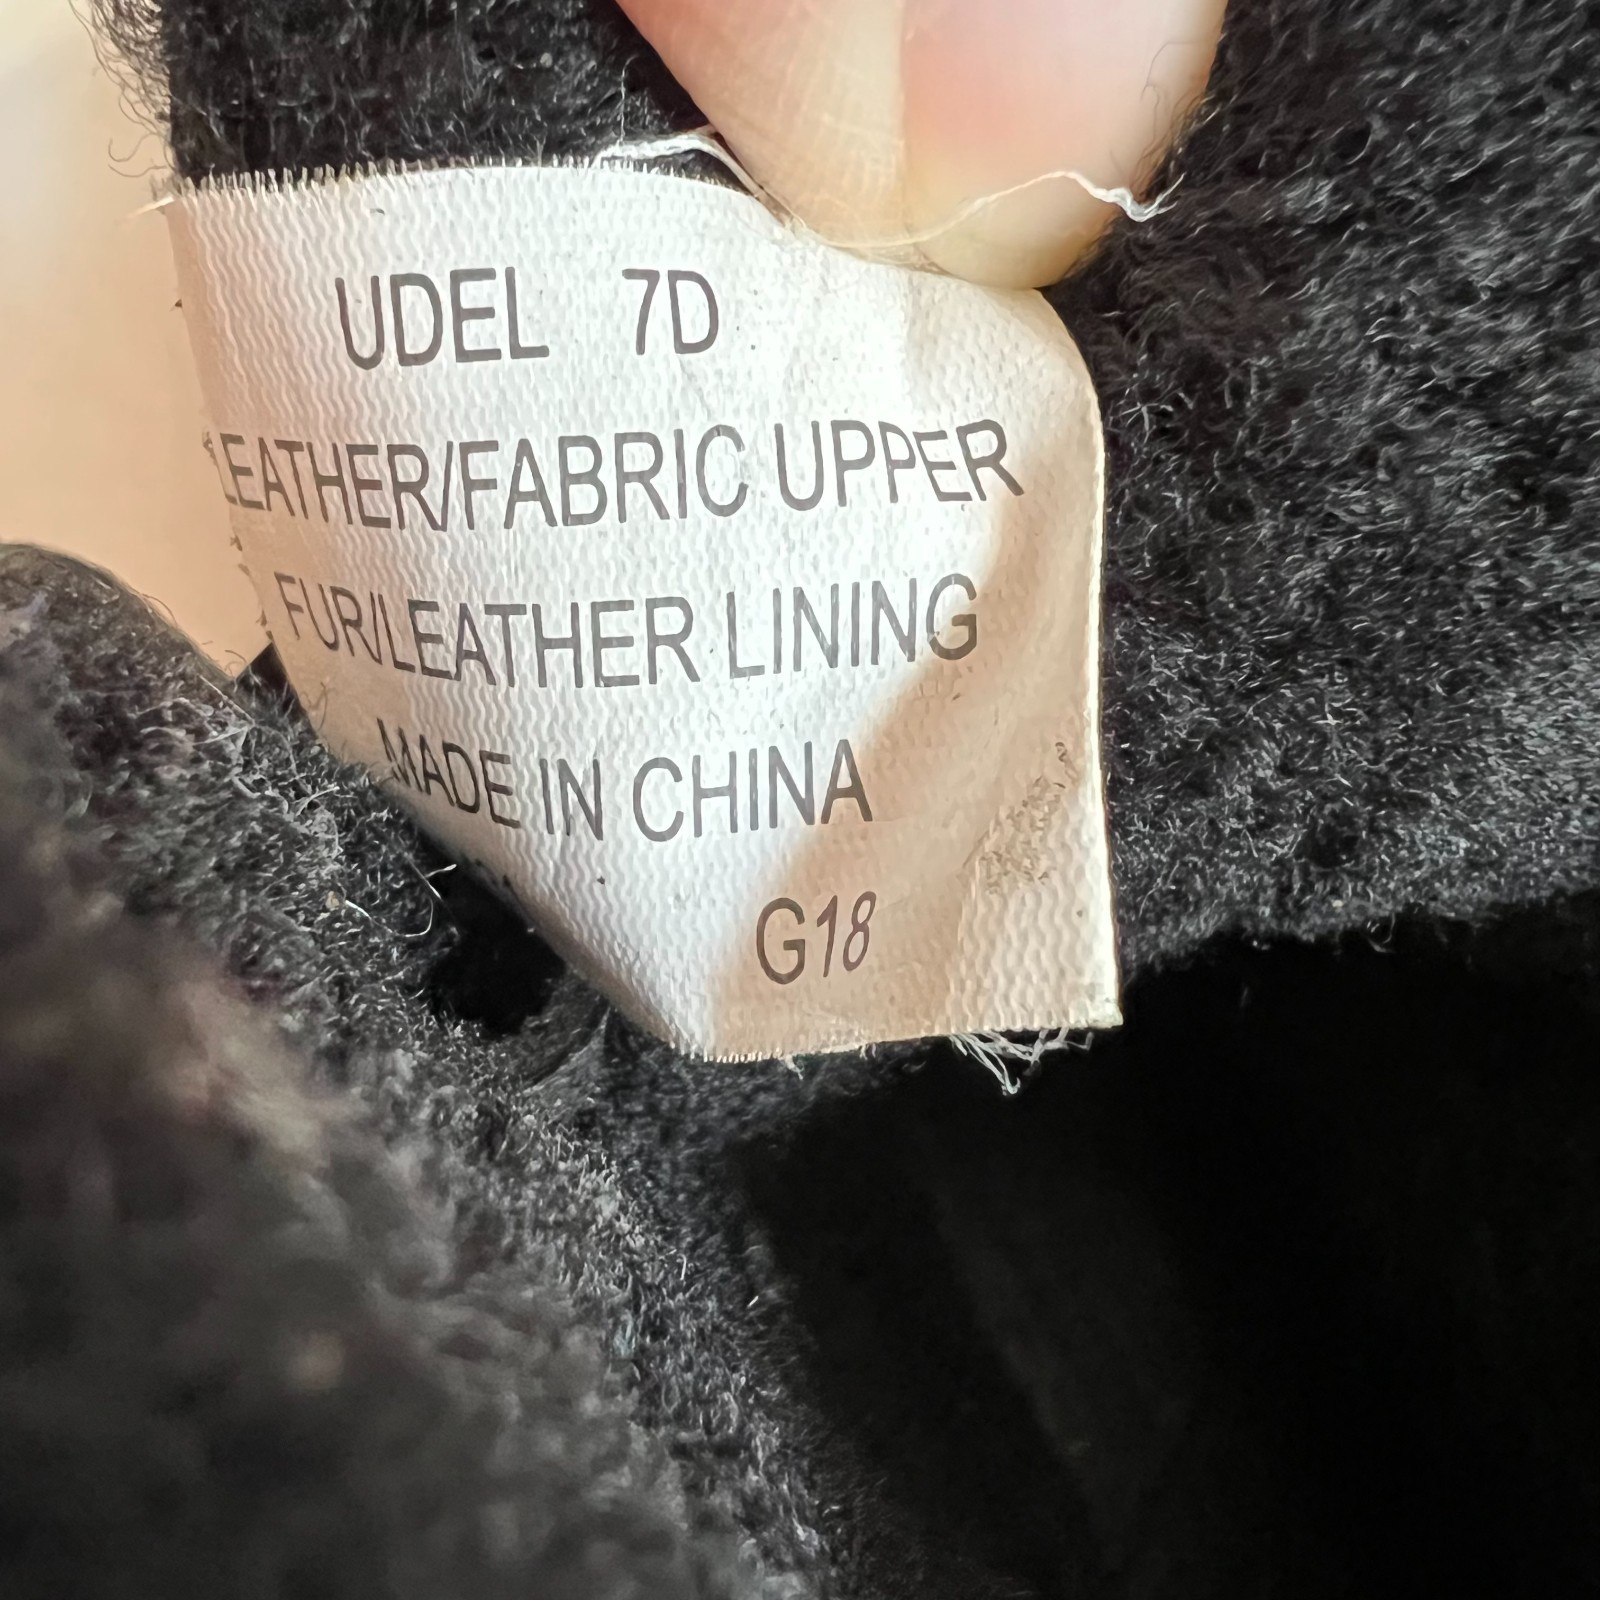 UDEL 7D
LEATHER/FABRIC UPPER
FUR/LEATHER LINING
MADE IN CHINA
G18